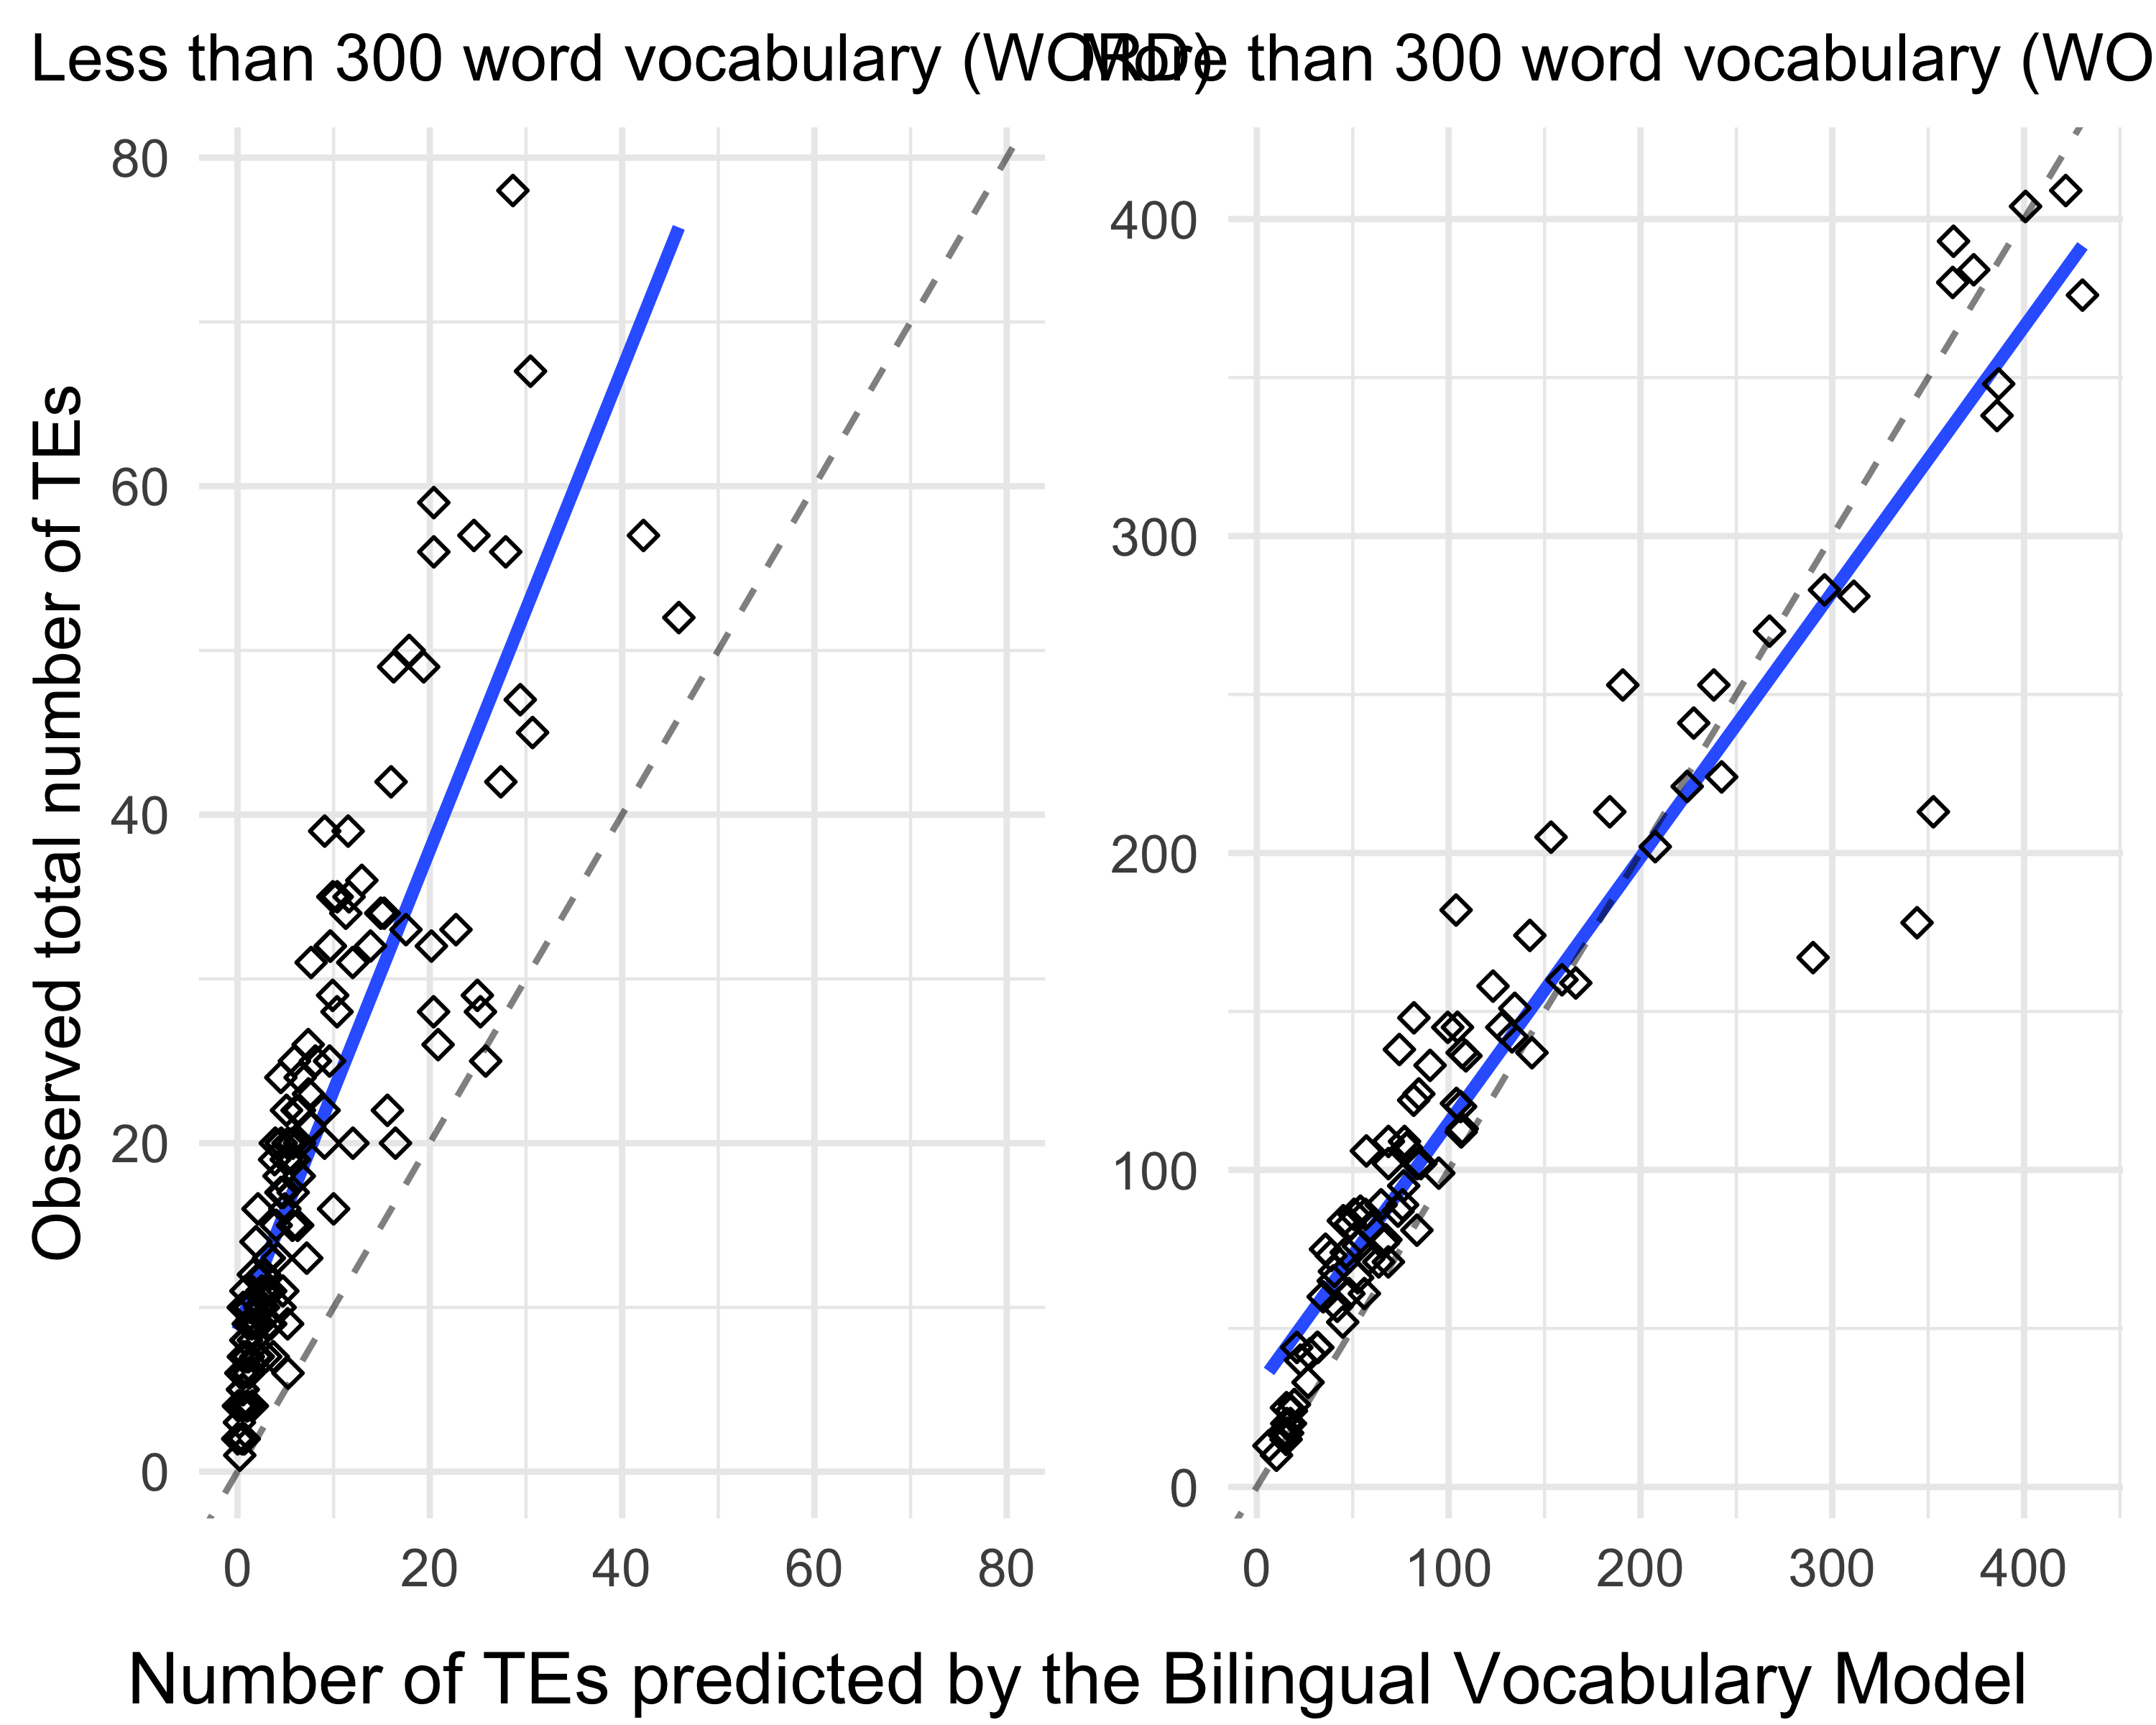 Less than 300 word vocabulary (WORD)
More than 300 word vocabulary (WO
Observed total number of TEs
80
60
40
20
0
0 20 40 60 80
400
300
200
100
0
0 100 200 300 400
Number of TEs predicted by the Bilingual Vocabulary Model